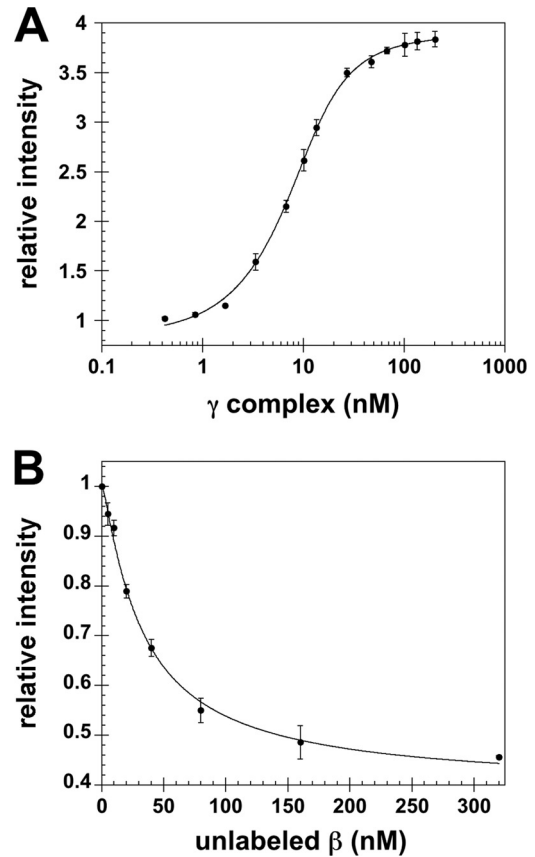 A
4
3.5
3
2.5
2
1.5
1
relative intensity
0.1 1 10 100 1000
γ complex (nM)
B
1
0.9
0.8
0.7
0.6
0.5
0.4
relative intensity
0 50 100 150 200 250 300
unlabeled β (nM)